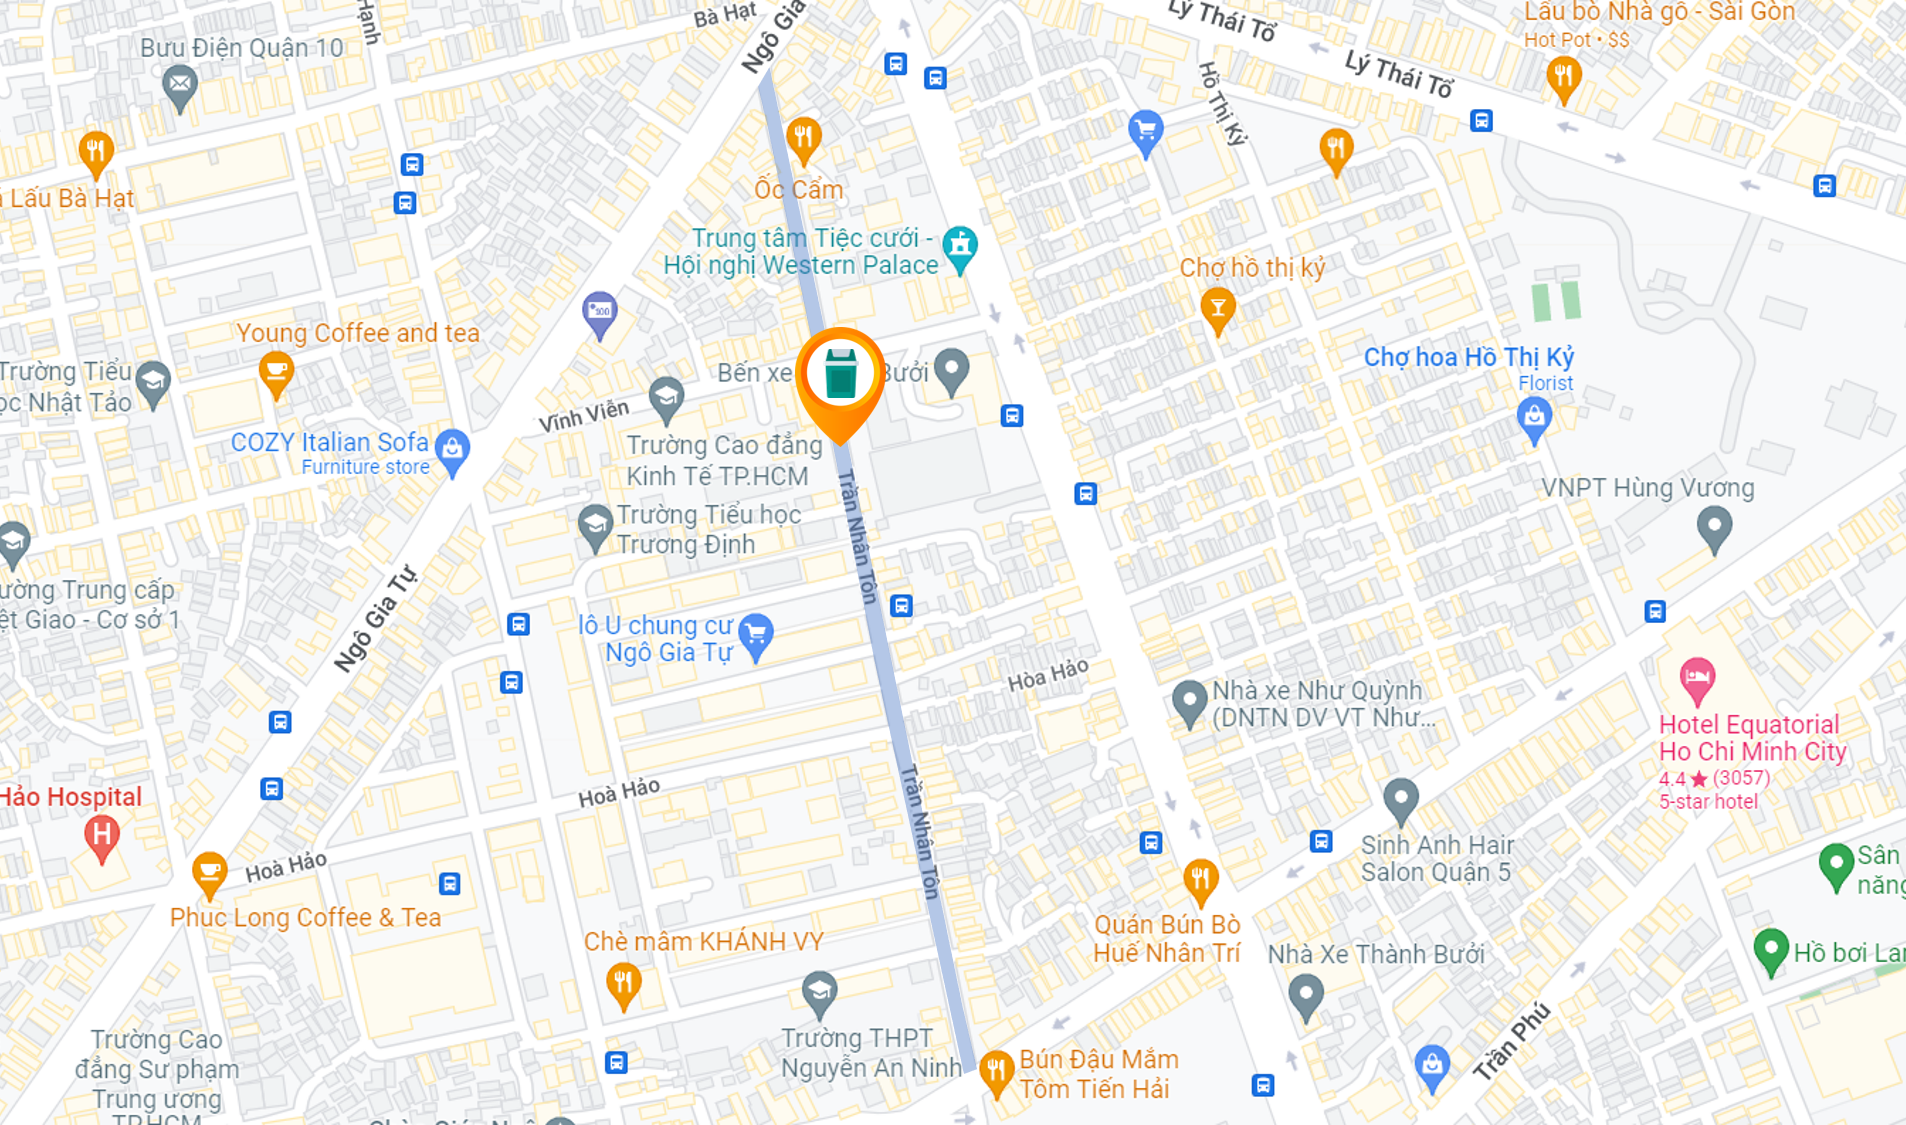 Bà Hạt
Ngô Gia
Lý Thái Tổ
Lý Thái Tổ
Lẩu bò Nhà gỗ - Sài Gòn
Hot Pot • $$
Bưu Điện Quận 10
Hồ Thị Kỷ
Lẩu Bà Hạt
Ốc Cẩm
Trung tâm Tiệc cưới -
Hội nghị Western Palace
Chợ hồ thị kỷ
Young Coffee and tea
500
Trường Tiểu
ọc Nhật Tảo
Bến xe
Bưởi
Chợ hoa Hồ Thị Kỷ
Florist
Vĩnh Viễn
COZY Italian Sofa
Furniture store
Trường Cao đẳng
Kinh Tế TP.HCM
VNPT Hùng Vương
Trường Tiểu học
Trương Định
Trần Nhân Tôn
ường Trung cấp
ệt Giao - Cơ sở 1
Ngô Gia Tự
lô U chung cư
Ngô Gia Tự
Hòa Hảo
Nhà xe Như Quỳnh
(DNTN DV VT Như...
Hotel Equatorial
Ho Chi Minh City
4.4 ★ (3057)
5-star hotel
Hảo Hospital
H
Hoà Hảo
Trần Nhân Tôn
Sinh Anh Hair
Salon Quận 5
Sân
năng
Hoà Hảo
Phuc Long Coffee & Tea
Chè mâm KHÁNH VY
Quán Bún Bò
Huế Nhân Trí
Nhà Xe Thành Bưởi
Hồ bơi Lam
Trường Cao
đẳng Sư phạm
Trung ương
TP.HCM
Trường THPT
Nguyễn An Ninh
Bún Đậu Mắm
Tôm Tiến Hải
Trần Phú